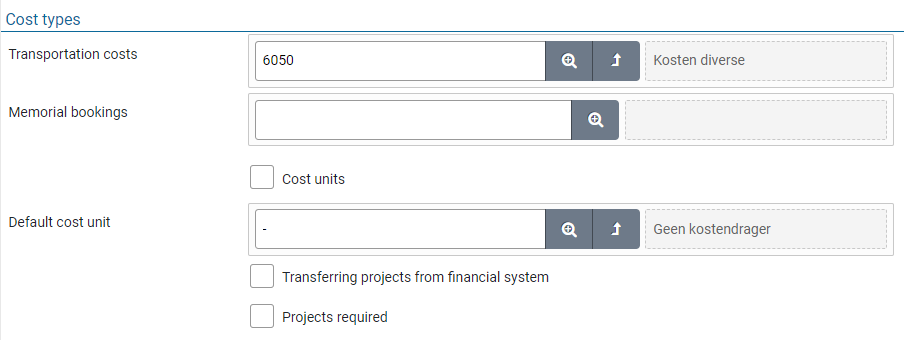 Cost types
Transportation costs 6050 Kosten diverse
Memorial bookings
Cost units
Default cost unit - Geen kostendrager
Transferring projects from financial system
Projects required